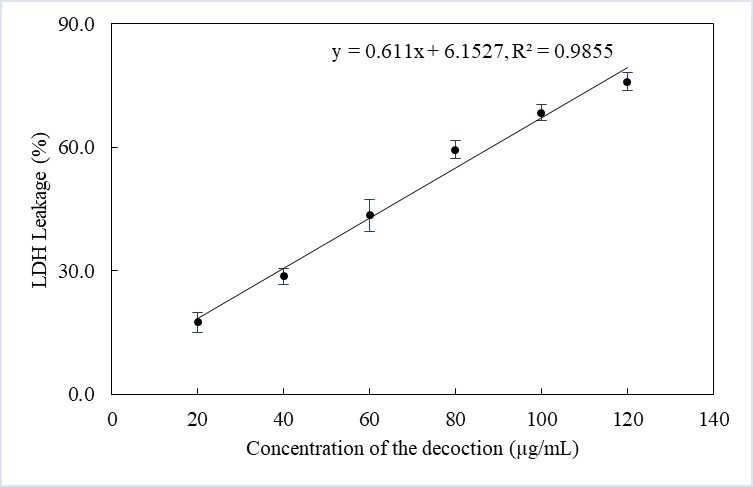 90.0
y = 0.611x + 6.1527, R² = 0.9855
60.0
30.0
0.0
LDH Leakage (%)
0 20 40 60 80 100 120 140
Concentration of the decoction (µg/mL)